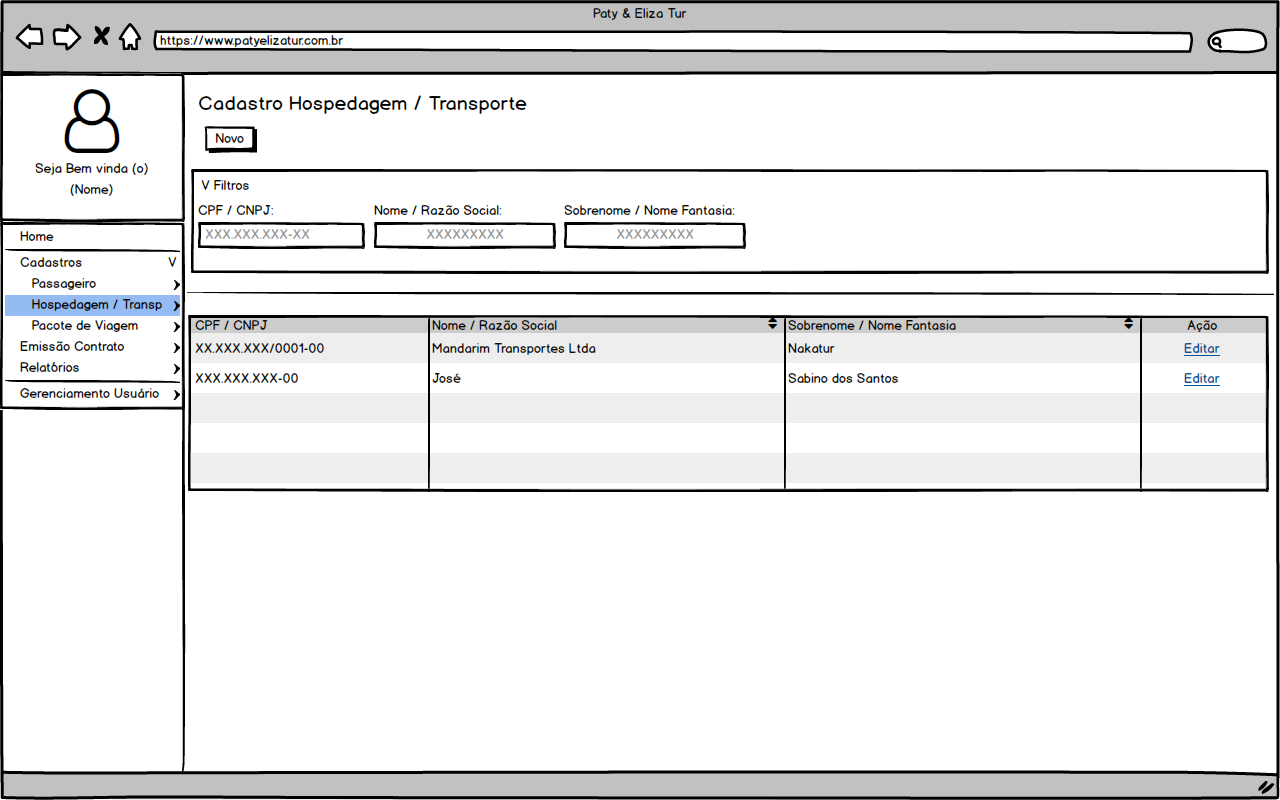 Paty & Eliza Tur
https://www.patyelizatur.com.br
Seja Bem vinda (o)
(Nome)
Home
Cadastros V
Passageiro
Hospedagem / Transp
Pacote de Viagem
Emissão Contrato
Relatórios
Gerenciamento Usuário
Cadastro Hospedagem / Transporte
Novo
V Filtros
CPF / CNPJ: Nome / Razão Social: Sobrenome / Nome Fantasia:
XXX.XXX.XXX-XX XXXXXXXXX XXXXXXXXX
CPF / CNPJ Nome / Razão Social Sobrenome / Nome Fantasia Ação
XX.XXX.XXX/0001-00 Mandarim Transportes Ltda Nakatur Editar
XXX.XXX.XXX-00 José Sabino dos Santos Editar